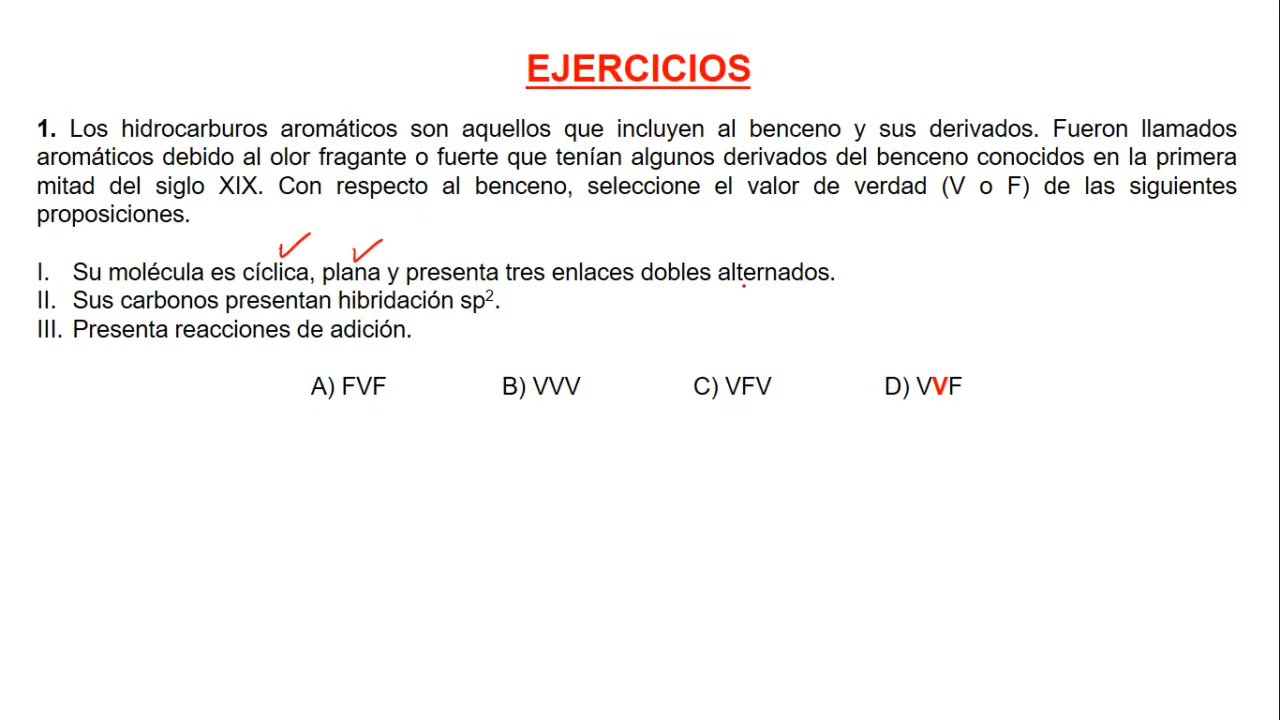 EJERCICIOS
1. Los hidrocarburos aromáticos son aquellos que incluyen al benceno y sus derivados. Fueron llamados
aromáticos debido al olor fragante o fuerte que tenían algunos derivados del benceno conocidos en la primera
mitad del siglo XIX. Con respecto al benceno, seleccione el valor de verdad (V o F) de las siguientes
proposiciones.
I. Su molécula es cíclica, plana y presenta tres enlaces dobles alternados.
II. Sus carbonos presentan hibridación sp².
III. Presenta reacciones de adición.
A) FVF B) VVV C) VFV D) VVF